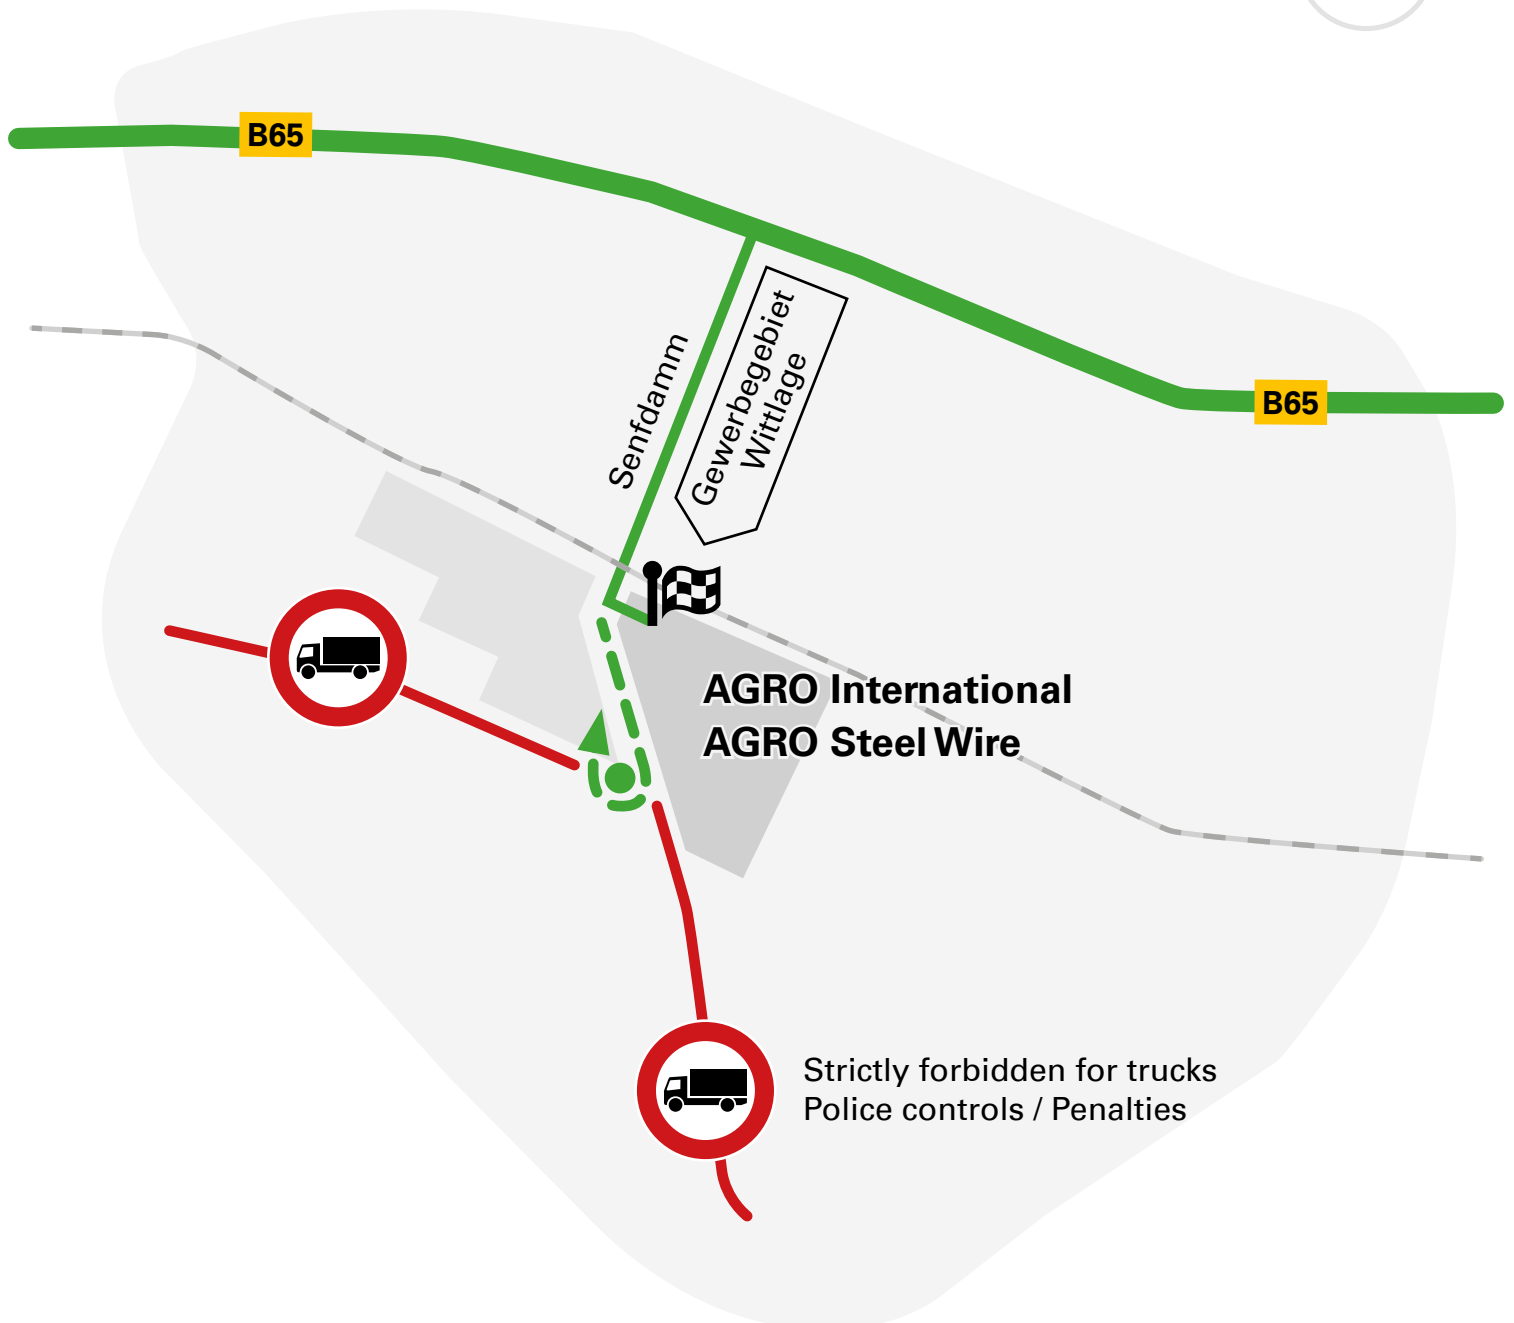 B65
B65
Senfdamm
Gewerbegebiet
Wittlage
AGRO International
AGRO Steel Wire
Strictly forbidden for trucks
Police controls / Penalties